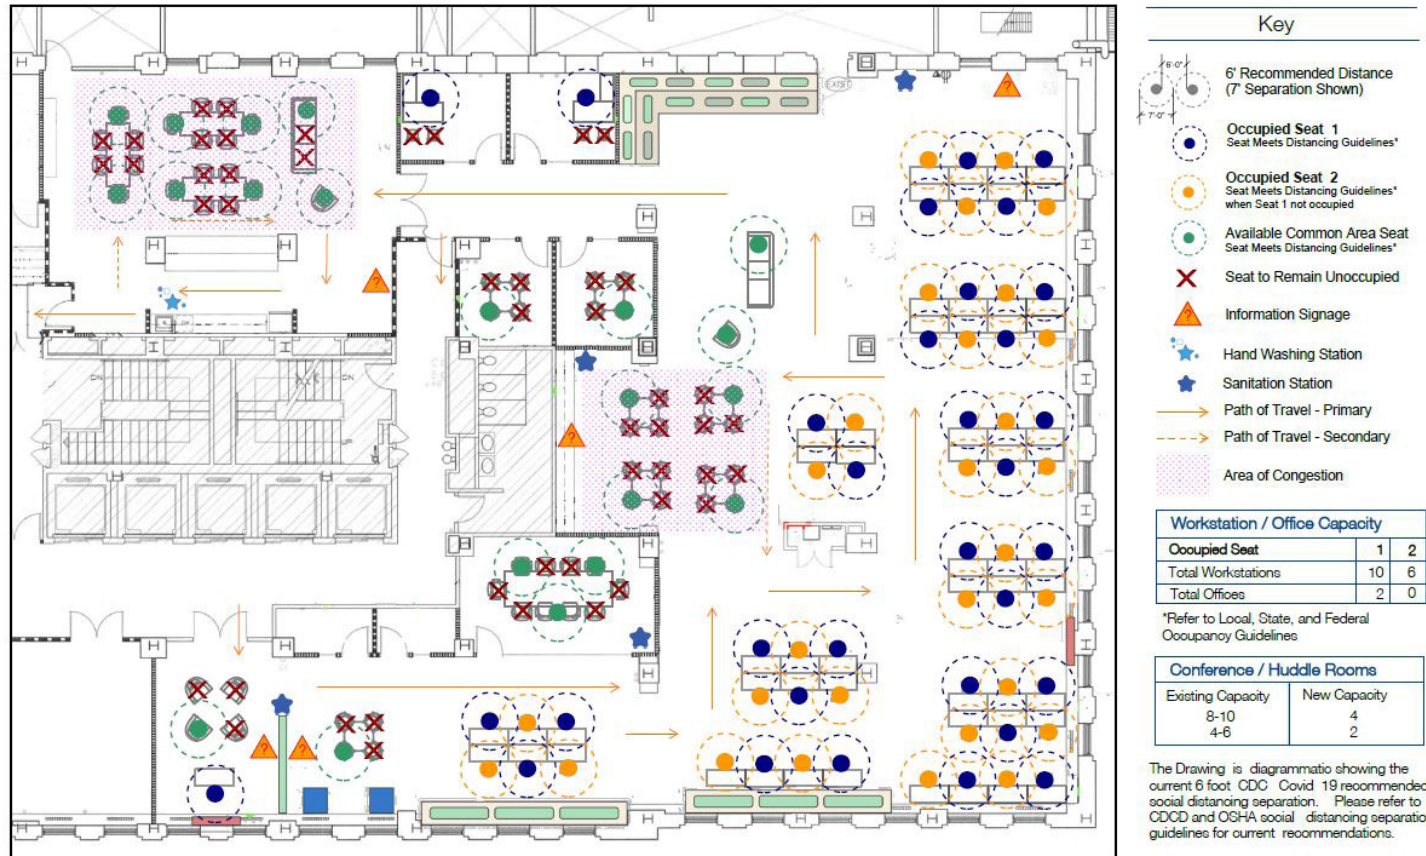 EXIST
H
DN
DN
UP
Key
6'-0"
7'-0"
6' Recommended Distance
(7' Separation Shown)
Occupied Seat 1
Seat Meets Distancing Guidelines*
Occupied Seat 2
Seat Meets Distancing Guidelines*
when Seat 1 not occupied
Available Common Area Seat
Seat Meets Distancing Guidelines*
Seat to Remain Unoccupied
? Information Signage
Hand Washing Station
Sanitation Station
Path of Travel - Primary
Path of Travel - Secondary
Area of Congestion
Workstation / Office Capacity
Occupied Seat 1 2
Total Workstations 10 6
Total Offices 2 0
*Refer to Local, State, and Federal
Occupancy Guidelines
Conference / Huddle Rooms
Existing Capacity New Capacity
8-10 4
4-6 2
The Drawing is diagrammatic showing the
current 6 foot CDC Covid 19 recommended
social distancing separation. Please refer to
CDCD and OSHA social distancing separatio
guidelines for current recommendations.